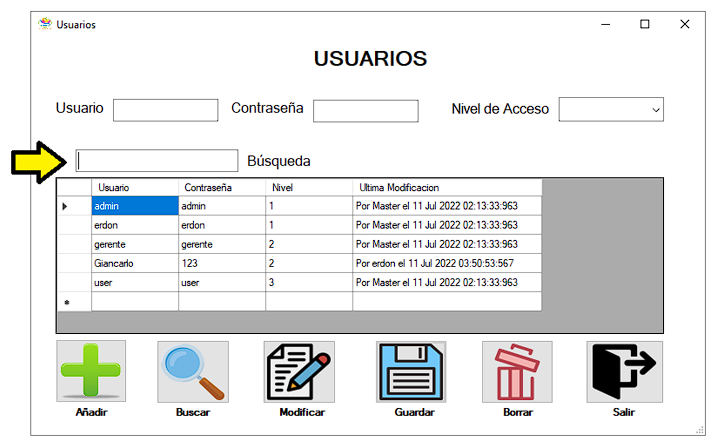 Usuarios
USUARIOS
Usuario Contraseña Nivel de Acceso
Búsqueda
Usuario Contraseña Nivel Ultima Modificacion
admin admin 1 Por Master el 11 Jul 2022 02:13:33:963
erdon erdon 1 Por Master el 11 Jul 2022 02:13:33:963
gerente gerente 2 Por Master el 11 Jul 2022 02:13:33:963
Giancarlo 123 2 Por erdon el 11 Jul 2022 03:50:53:567
user user 3 Por Master el 11 Jul 2022 02:13:33:963
Añadir Buscar Modificar Guardar Borrar Salir